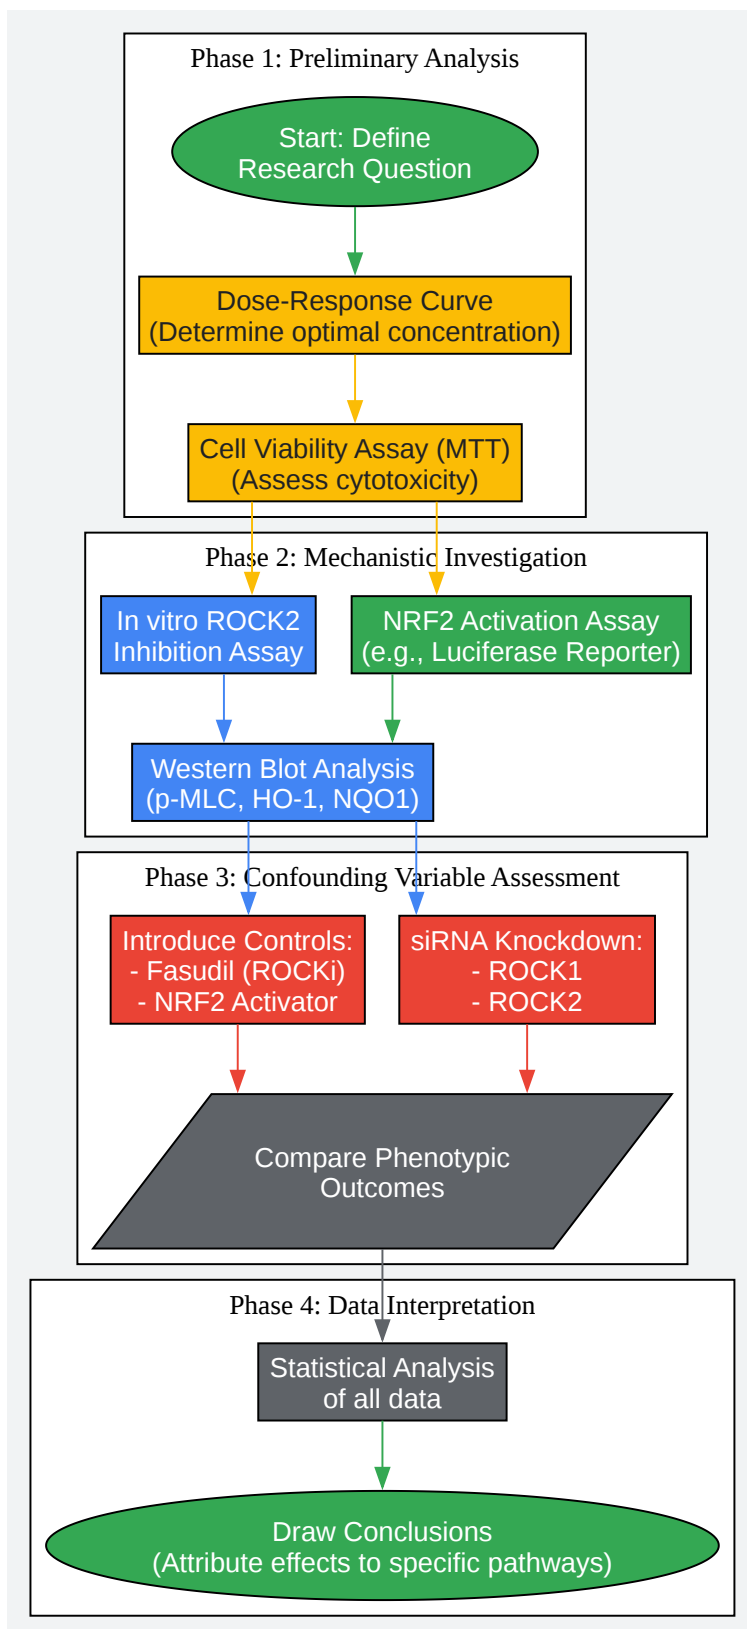 Phase 1: Preliminary Analysis
Start: Define
Research Question
Dose-Response Curve
(Determine optimal concentration)
Cell Viability Assay (MTT)
(Assess cytotoxicity)
Phase 2: Mechanistic Investigation
In vitro ROCK2
Inhibition Assay
NRF2 Activation Assay
(e.g., Luciferase Reporter)
Western Blot Analysis
(p-MLC, HO-1, NQO1)
Phase 3: Confounding Variable Assessment
Introduce Controls:
- Fasudil (ROCKi)
- NRF2 Activator
siRNA Knockdown:
- ROCK1
- ROCK2
Compare Phenotypic
Outcomes
Phase 4: Data Interpretation
Statistical Analysis
of all data
Draw Conclusions
(Attribute effects to specific pathways)